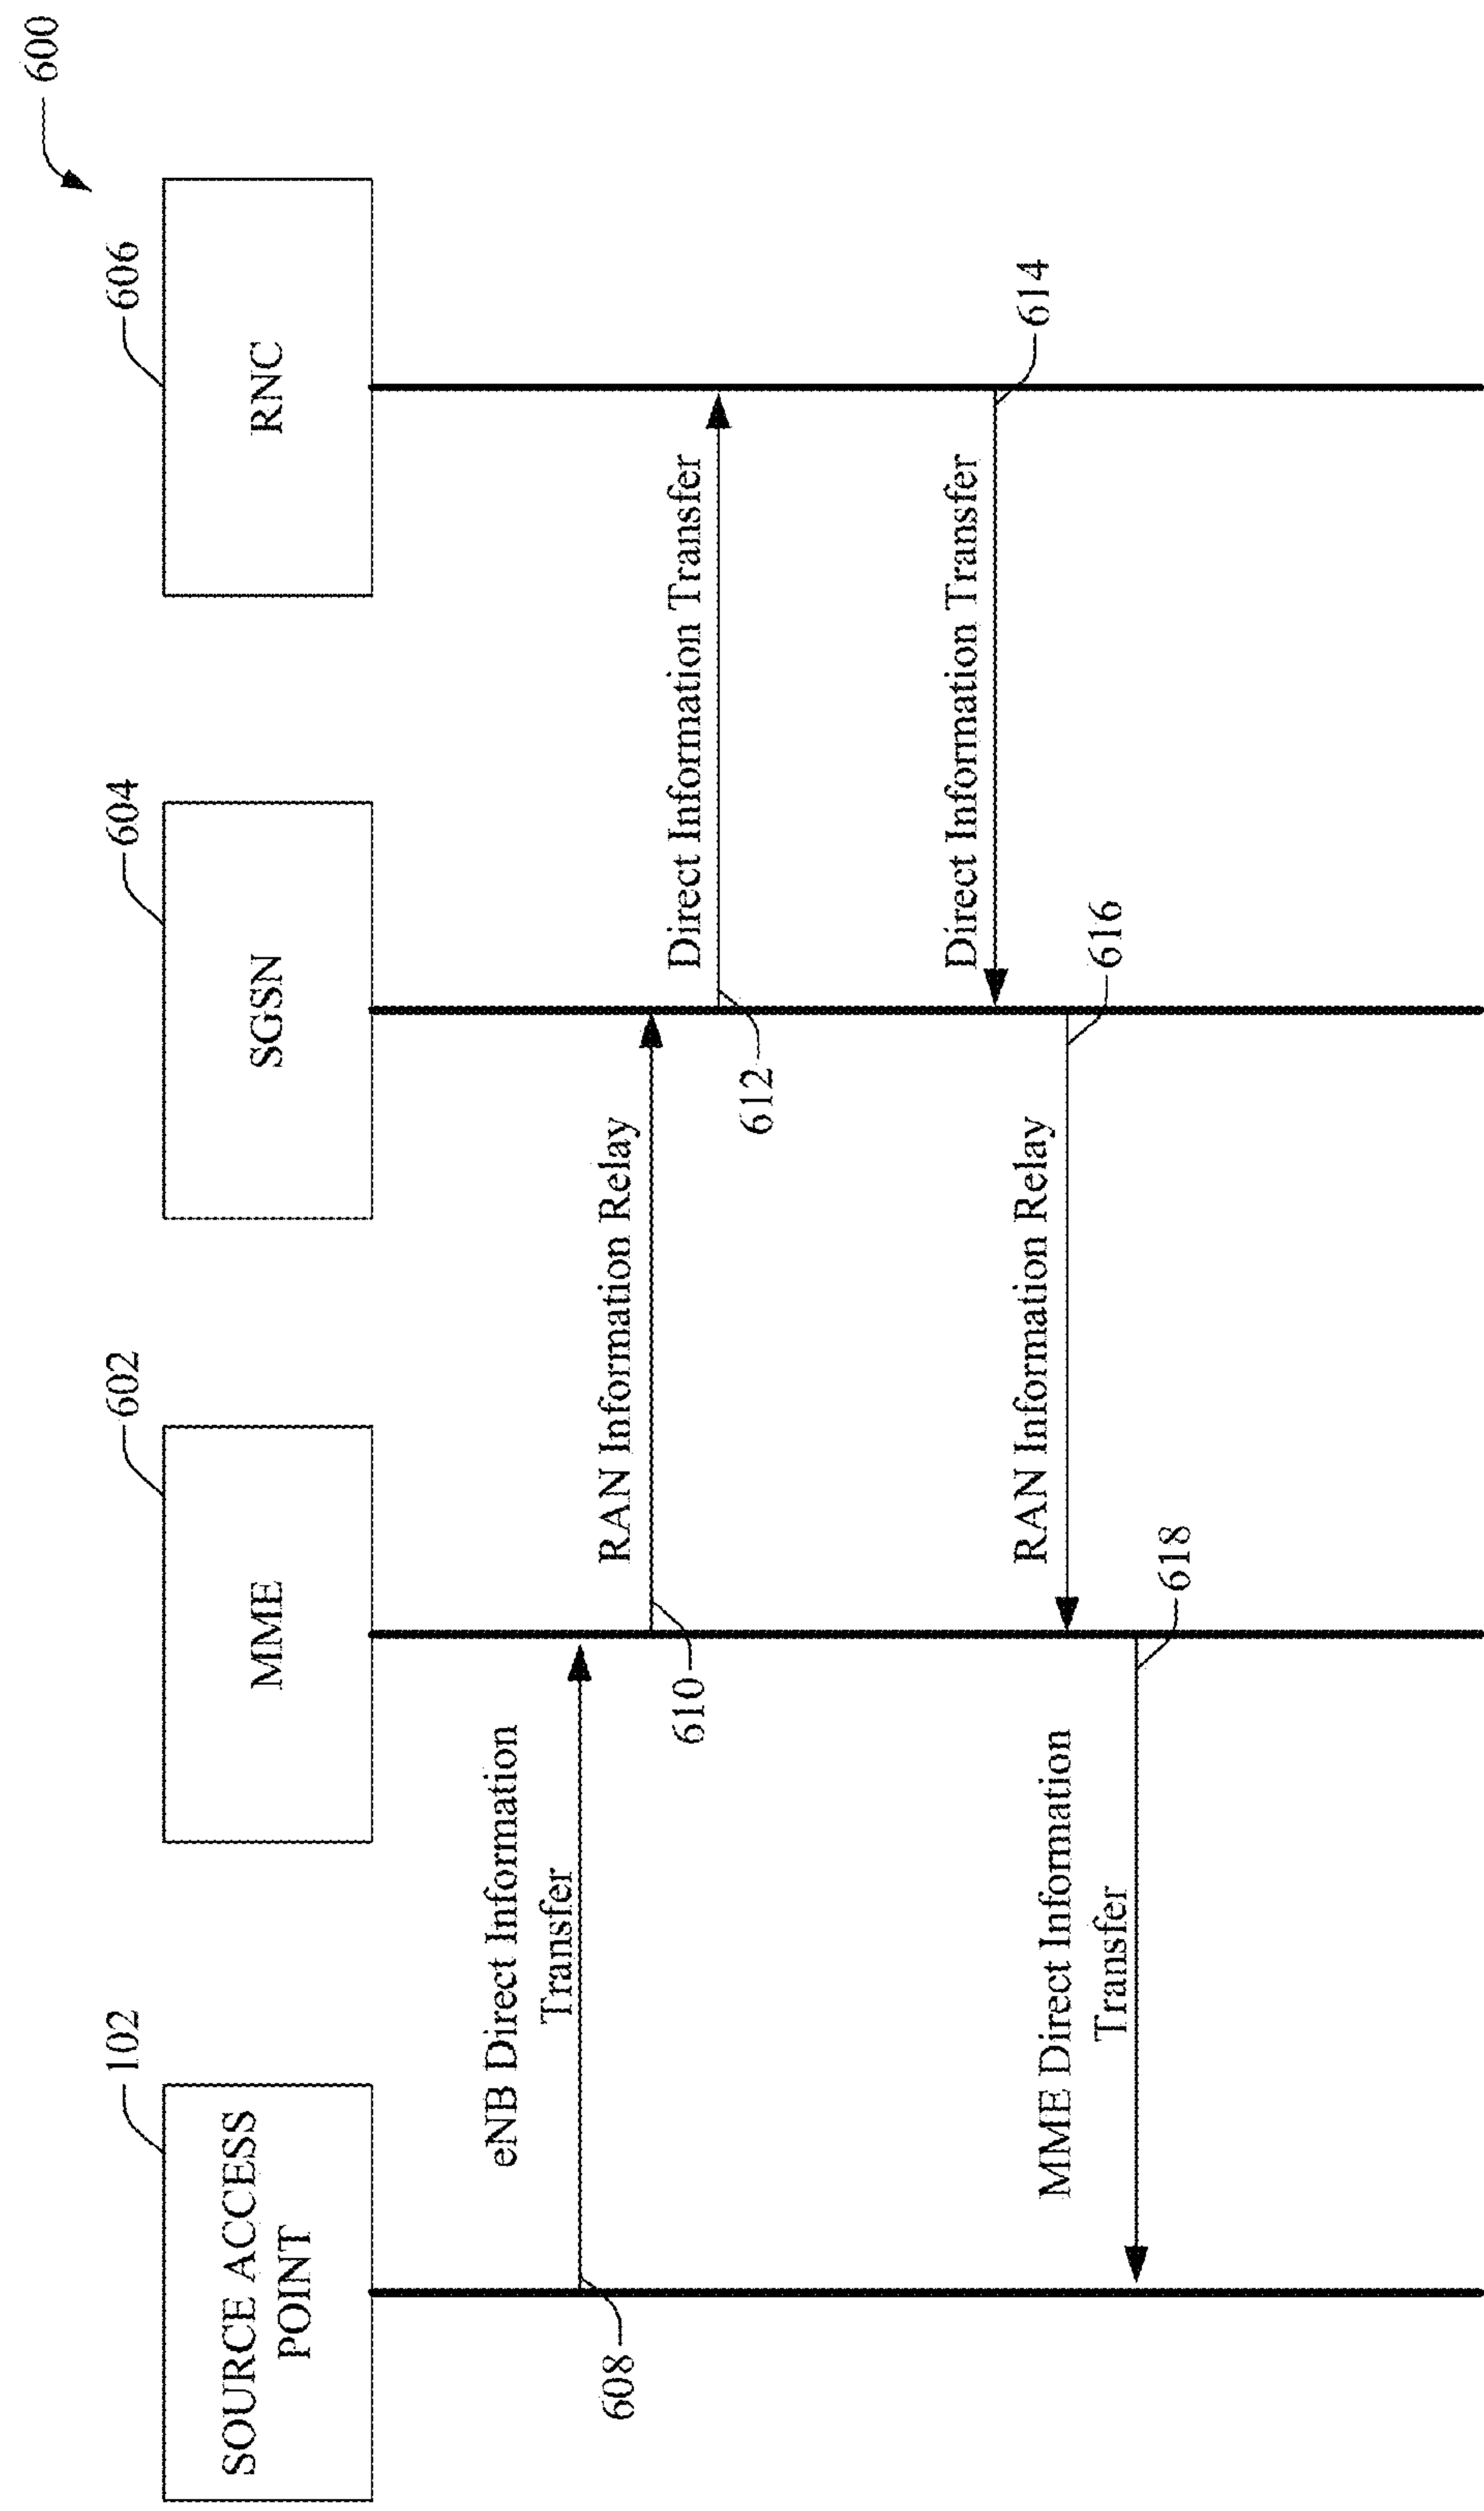 600
102
602
604
606
SOURCE ACCESS
POINT
MME
SGSN
RNC
eNB Direct Information
Transfer
608
RAN Information Relay
610
Direct Information Transfer
612
Direct Information Transfer
614
RAN Information Relay
616
MME Direct Information
Transfer
618